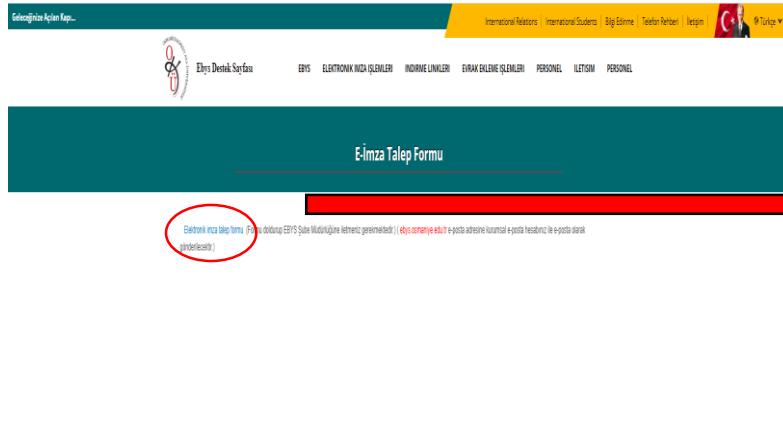 Geleceğinize Açılan Kapı...
International Relations | International Students | Bilgi Edinme | Telefon Rehberi | İletişim |
Türkçe
Ebys Destek Sayfası
EBYS ELEKTRONIK IMZA İŞLEMLERI INDIRME LINKLERI EVRAK EKLEME İŞLEMLERI PERSONEL ILETISIM PERSONEL
E-İmza Talep Formu
Elektronik imza talep formu (Formu doldurup EBYS Şube Müdürlüğüne iletmeniz gerekmektedir.) ( ebys.osmaniye.edu.tr e-posta adresine kurumsal e-posta hesabınız ile e-posta olarak
gönderilecektir.)